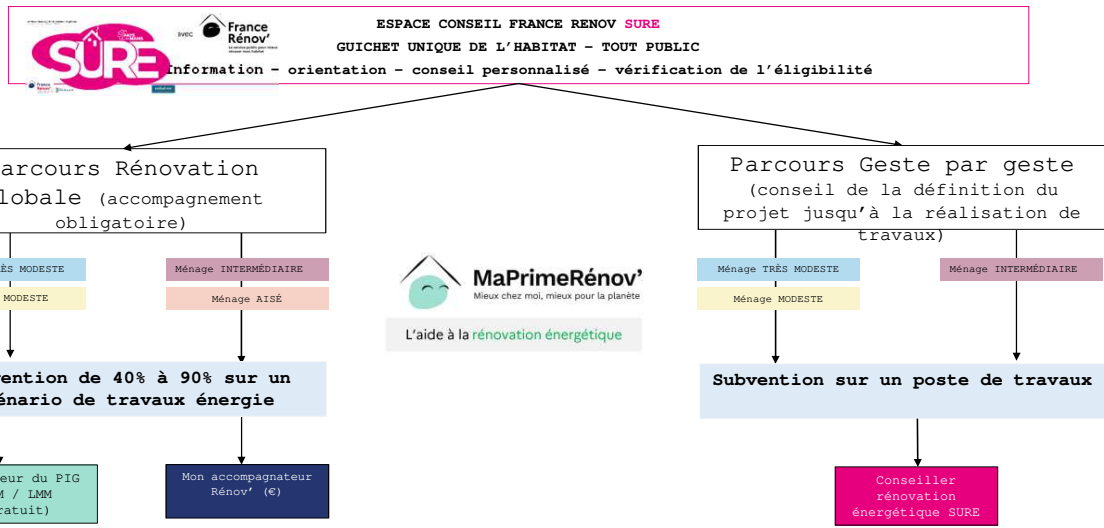 ESPACE CONSEIL FRANCE RENOV SURE
GUICHET UNIQUE DE L'HABITAT – TOUT PUBLIC
Information – orientation – conseil personnalisé – vérification de l'éligibilité
SURE
avec
France
Rénov'
arcours Rénovation
lobale (accompagnement
obligatoire)
Parcours Geste par geste
(conseil de la définition du
projet jusqu'à la réalisation de
travaux)
ÈS MODESTE
MODESTE
Ménage INTERMÉDIAIRE
Ménage AISÉ
MaPrimeRénov'
Mieux chez moi, mieux pour la planète
L'aide à la rénovation énergétique
Ménage TRÈS MODESTE
Ménage MODESTE
Ménage INTERMÉDIAIRE
ention de 40% à 90% sur un
énario de travaux énergie
Subvention sur un poste de travaux
eur du PIG
M / LMM
ratuit)
Mon accompagnateur
Rénov' (€)
Conseiller
rénovation
énergétique SURE